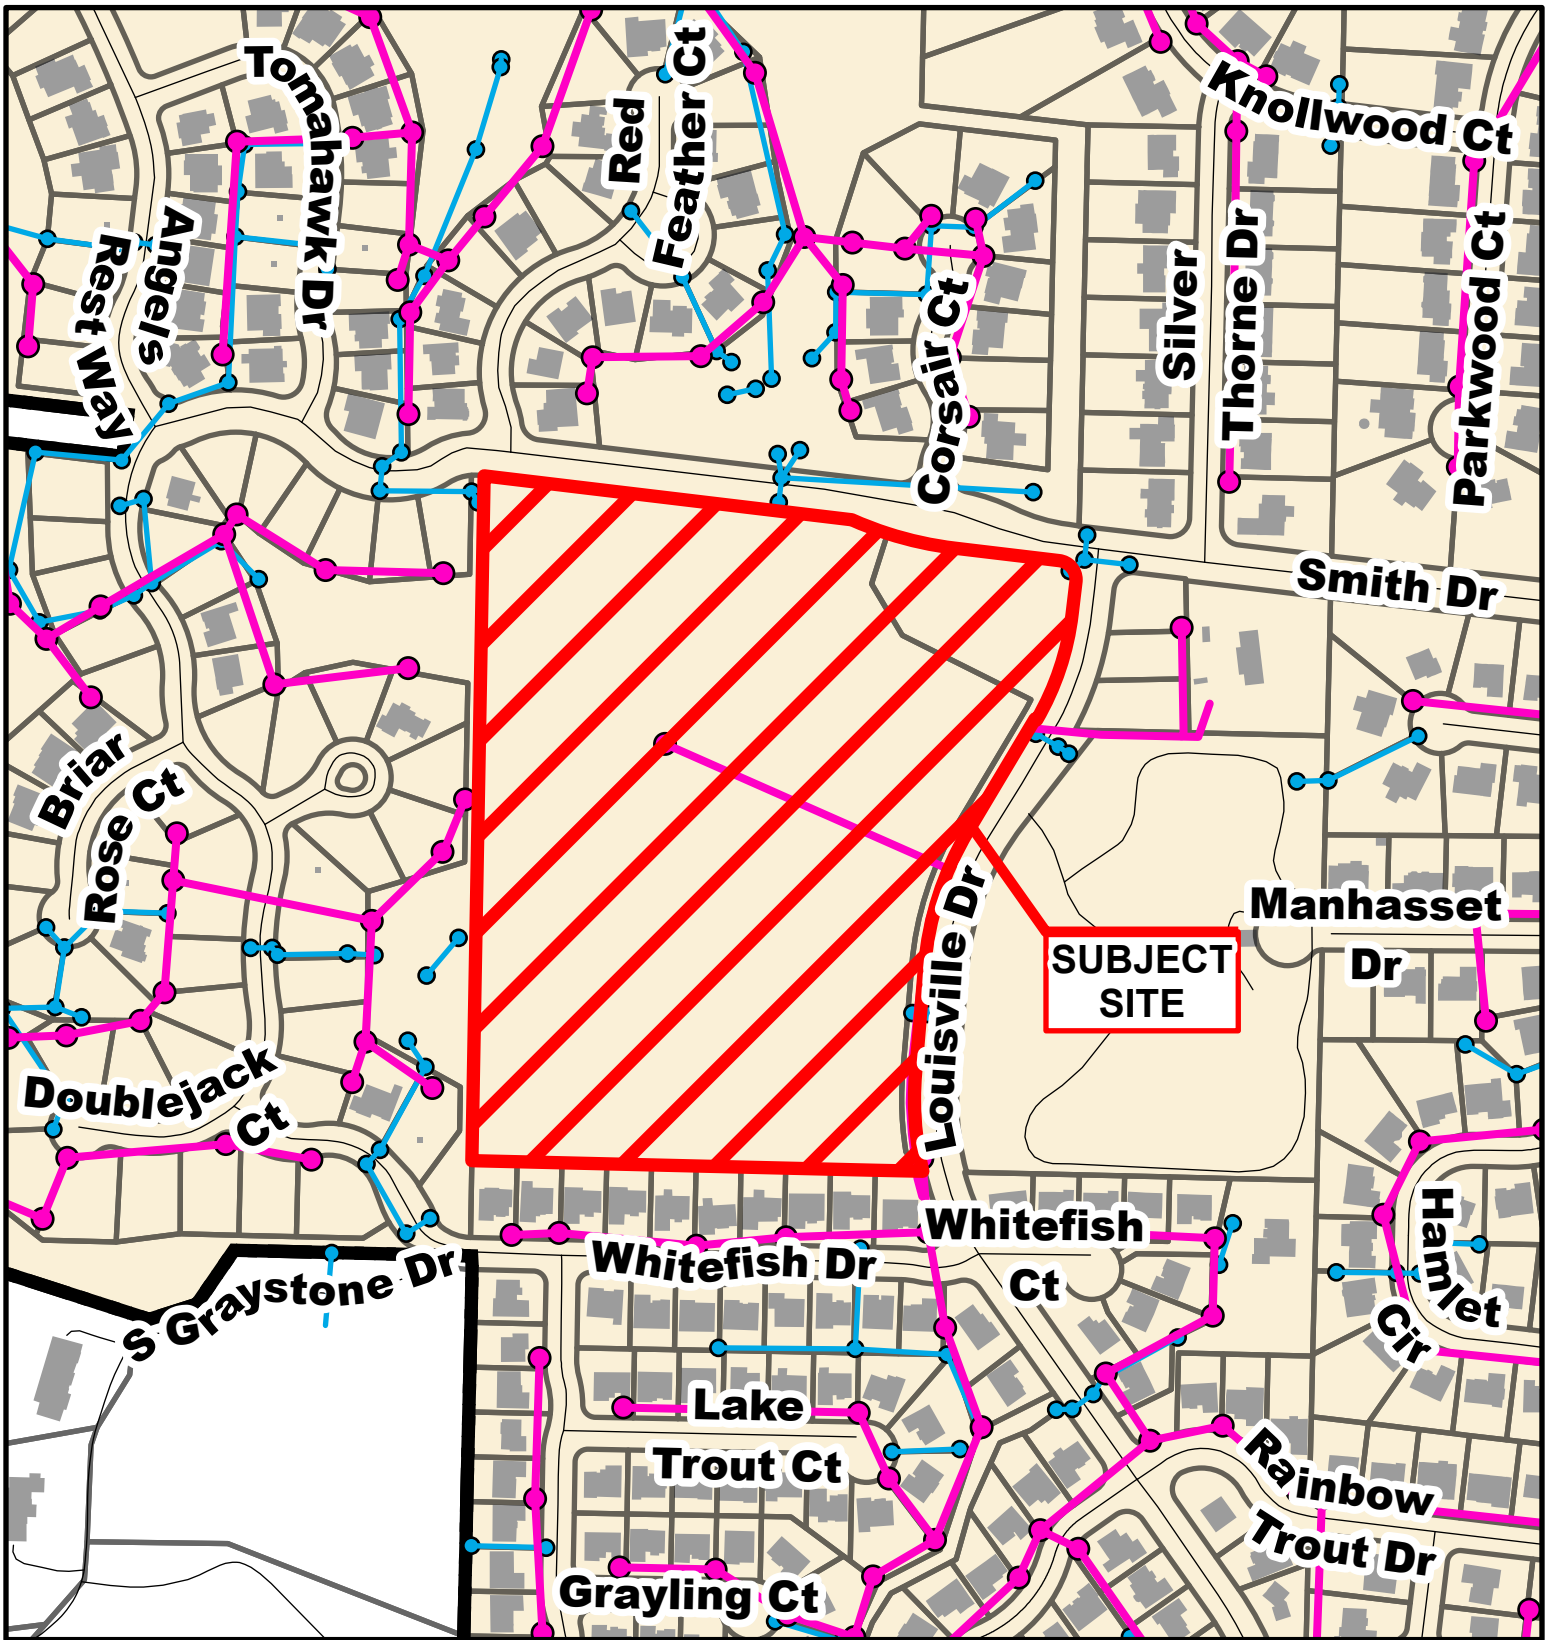 Tomahawk Dr
Red
Feather Ct
Knollwood Ct
Angels
Rest Way
Corsair Ct
Silver
Thorne Dr
Parkwood Ct
Smith Dr
Briar
Rose Ct
Manhasset
Dr
Louisville Dr
SUBJECT
SITE
Doublejack
Ct
S Graystone Dr
Whitefish Dr
Whitefish
Ct
Hamlet
Cir
Lake
Trout Ct
Rainbow
Trout Dr
Grayling Ct